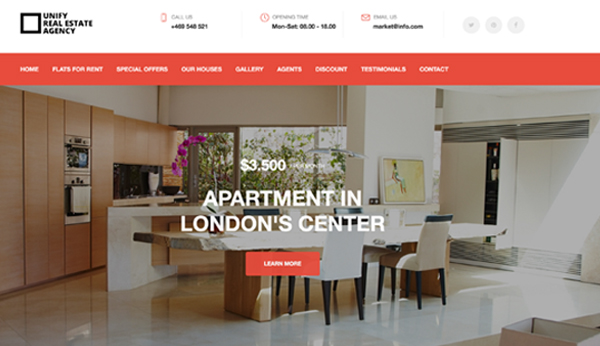 UNIFY
REAL ESTATE
AGENCY
CALL US
+469 548 521
OPENING TIME
Mon-Sat: 08.00 - 18.00
EMAIL US
market@info.com
HOME FLATS FOR RENT SPECIAL OFFERS OUR HOUSES GALLERY AGENTS DISCOUNT TESTIMONIALS CONTACT
$3.500
APARTMENT IN
LONDON'S CENTER
LEARN MORE